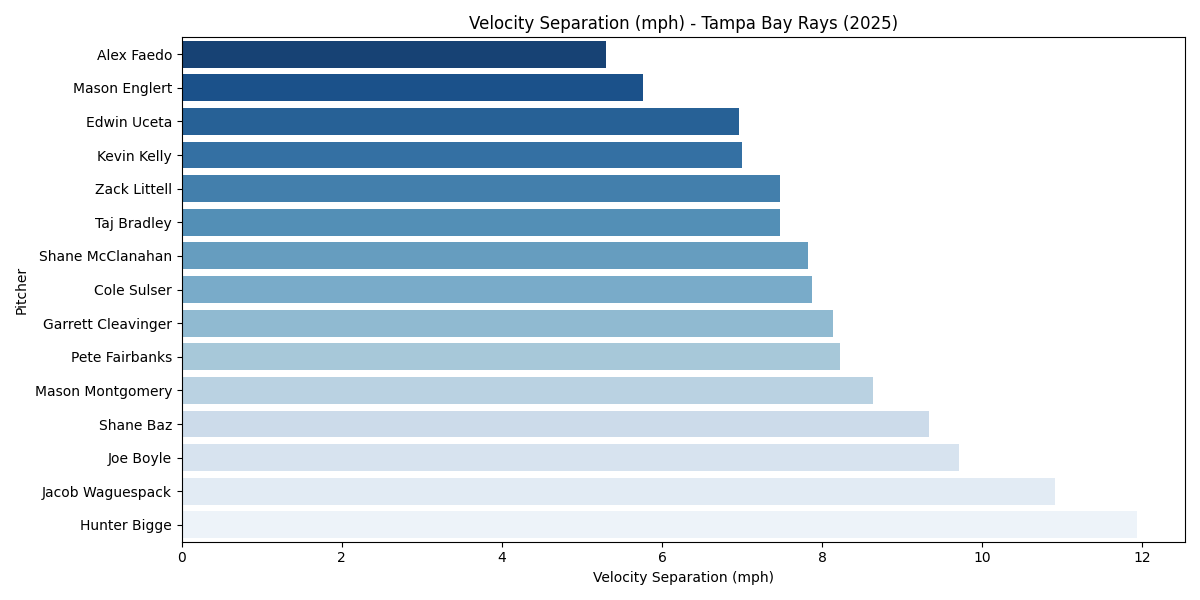 Velocity Separation (mph) - Tampa Bay Rays (2025)
Alex Faedo
Mason Englert
Edwin Uceta
Kevin Kelly
Zack Littell
Taj Bradley
Shane McClanahan
Cole Sulser
Garrett Cleavinger
Pete Fairbanks
Mason Montgomery
Shane Baz
Joe Boyle
Jacob Waguespack
Hunter Bigge
Pitcher
0 2 4 6 8 10 12
Velocity Separation (mph)